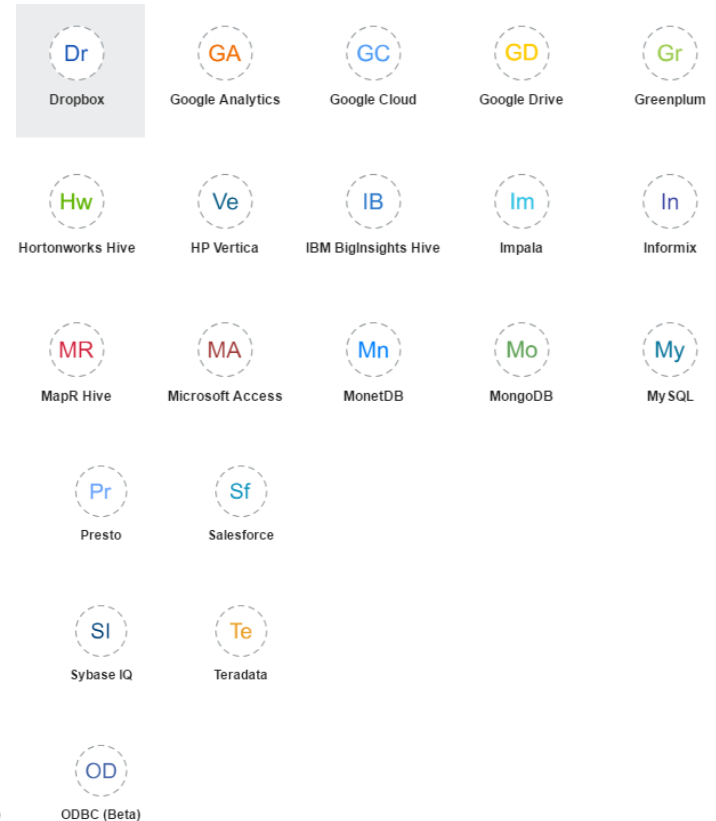 Dr GA GC GD Gr
Dropbox Google Analytics Google Cloud Google Drive Greenplum
Hw Ve IB Im In
Hortonworks Hive HP Vertica IBM BigInsights Hive Impala Informix
MR MA Mn Mo My
MapR Hive Microsoft Access MonetDB MongoDB MySQL
Pr Sf
Presto Salesforce
SI Te
Sybase IQ Teradata
OD
ODBC (Beta)